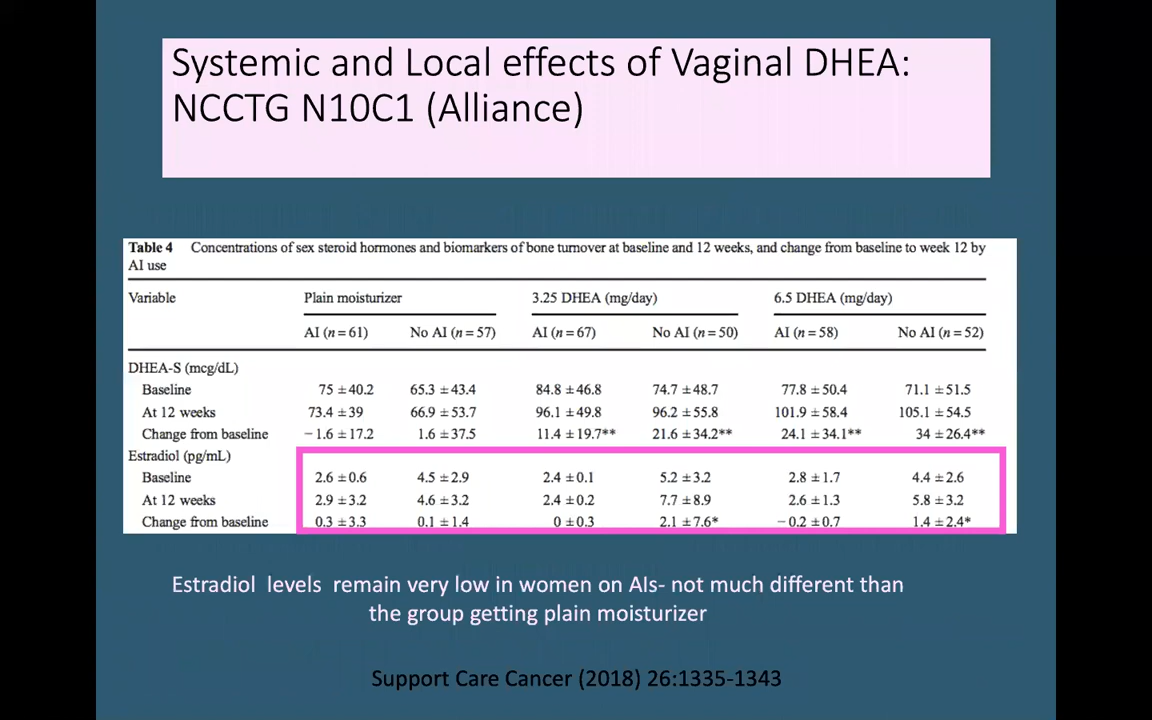 Systemic and Local effects of Vaginal DHEA:
NCCTG N10C1 (Alliance)
Table 4 Concentrations of sex steroid hormones and biomarkers of bone turnover at baseline and 12 weeks, and change from baseline to week 12 by
AI use
Variable Plain moisturizer 3.25 DHEA (mg/day) 6.5 DHEA (mg/day)
AI (n = 61) No AI (n = 57) AI (n = 67) No AI (n = 50) AI (n = 58) No AI (n = 52)
DHEA-S (mcg/dL)
Baseline 75 ±40.2 65.3 ±43.4 84.8 ±46.8 74.7 ±48.7 77.8 ±50.4 71.1 ±51.5
At 12 weeks 73.4 ±39 66.9 ±53.7 96.1 ±49.8 96.2 ±55.8 101.9 ±58.4 105.1 ±54.5
Change from baseline −1.6 ±17.2 1.6 ±37.5 11.4 ±19.7** 21.6 ±34.2** 24.1 ±34.1** 34 ±26.4**
Estradiol (pg/mL)
Baseline 2.6 ±0.6 4.5 ±2.9 2.4 ±0.1 5.2 ±3.2 2.8 ±1.7 4.4 ±2.6
At 12 weeks 2.9 ±3.2 4.6 ±3.2 2.4 ±0.2 7.7 ±8.9 2.6 ±1.3 5.8 ±3.2
Change from baseline 0.3 ±3.3 0.1 ±1.4 0 ±0.3 2.1 ±7.6* −0.2 ±0.7 1.4 ±2.4*
Estradiol levels remain very low in women on AIs- not much different than
the group getting plain moisturizer
Support Care Cancer (2018) 26:1335-1343